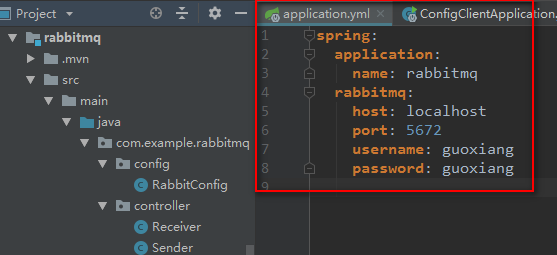 Project
rabbitmq
.mvn
src
main
java
com.example.rabbitmq
config
RabbitConfig
controller
Receiver
Sender
application.yml
ConfigClientApplication.
1 spring:
2 application:
3 name: rabbitmq
4 rabbitmq:
5 host: localhost
6 port: 5672
7 username: guoxiang
8 password: guoxiang
9